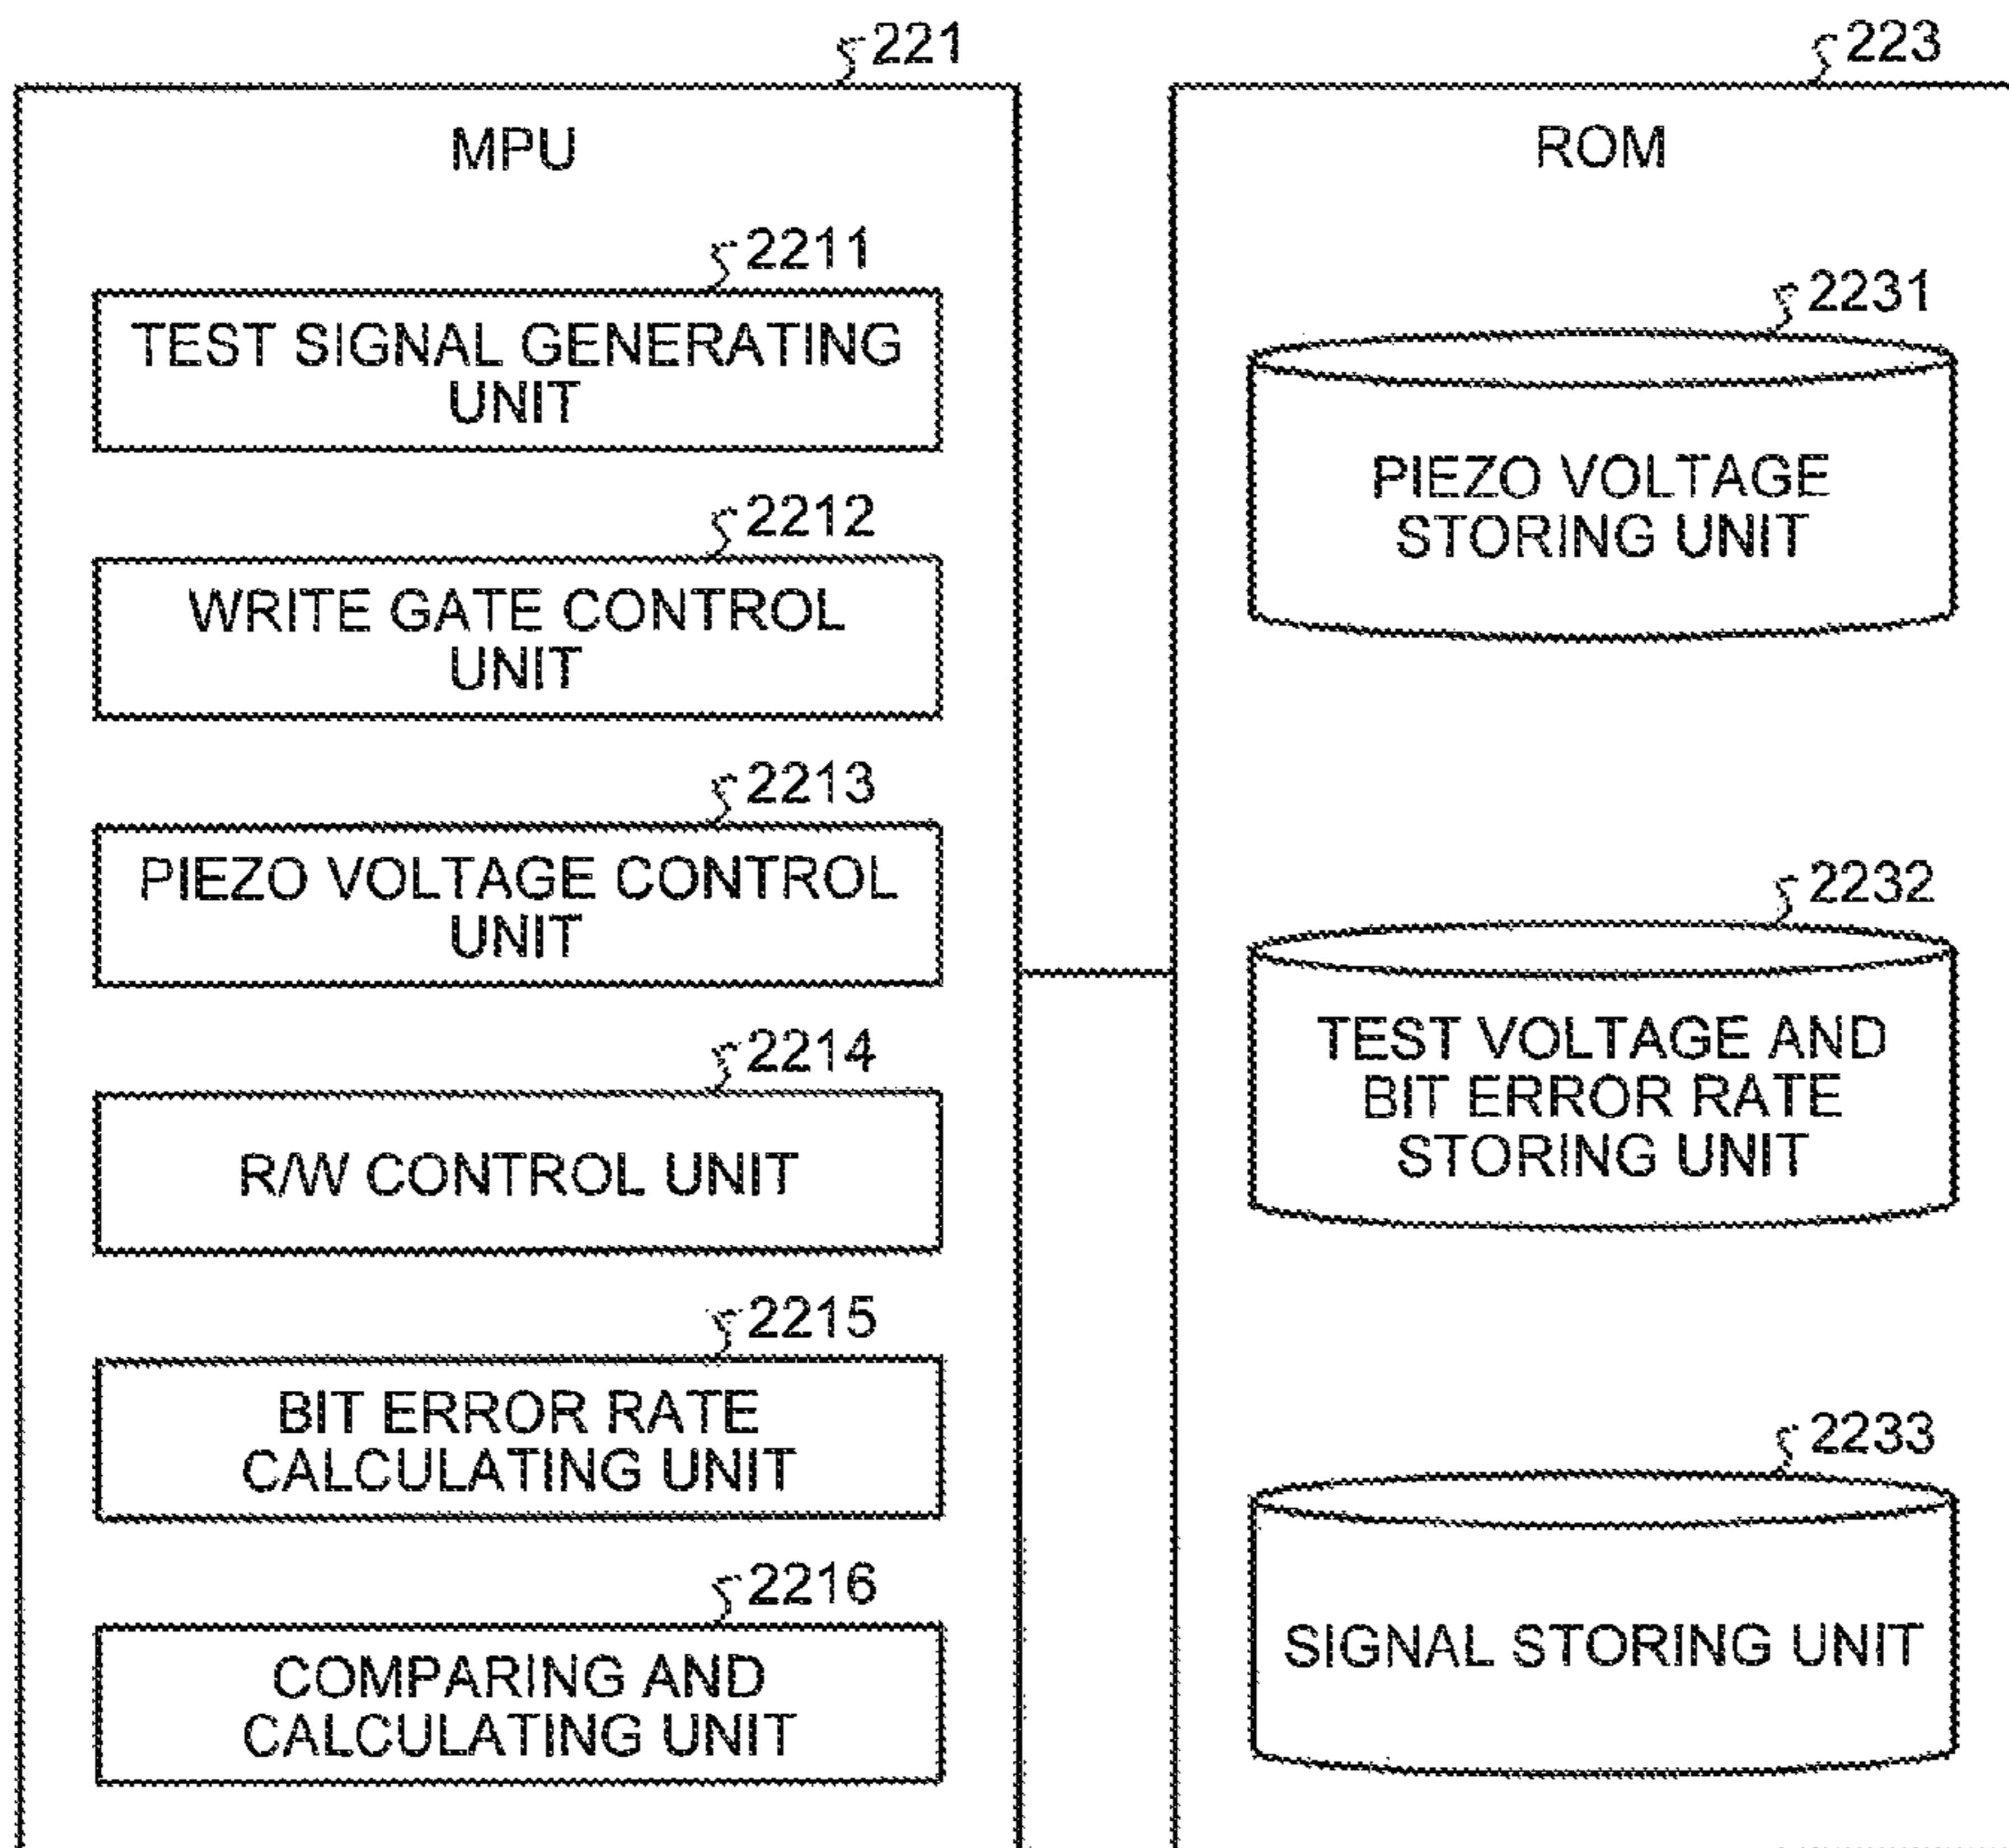 221
MPU
2211
TEST SIGNAL GENERATING
UNIT
2212
WRITE GATE CONTROL
UNIT
2213
PIEZO VOLTAGE CONTROL
UNIT
2214
R/W CONTROL UNIT
2215
BIT ERROR RATE
CALCULATING UNIT
2216
COMPARING AND
CALCULATING UNIT
223
ROM
2231
PIEZO VOLTAGE
STORING UNIT
2232
TEST VOLTAGE AND
BIT ERROR RATE
STORING UNIT
2233
SIGNAL STORING UNIT